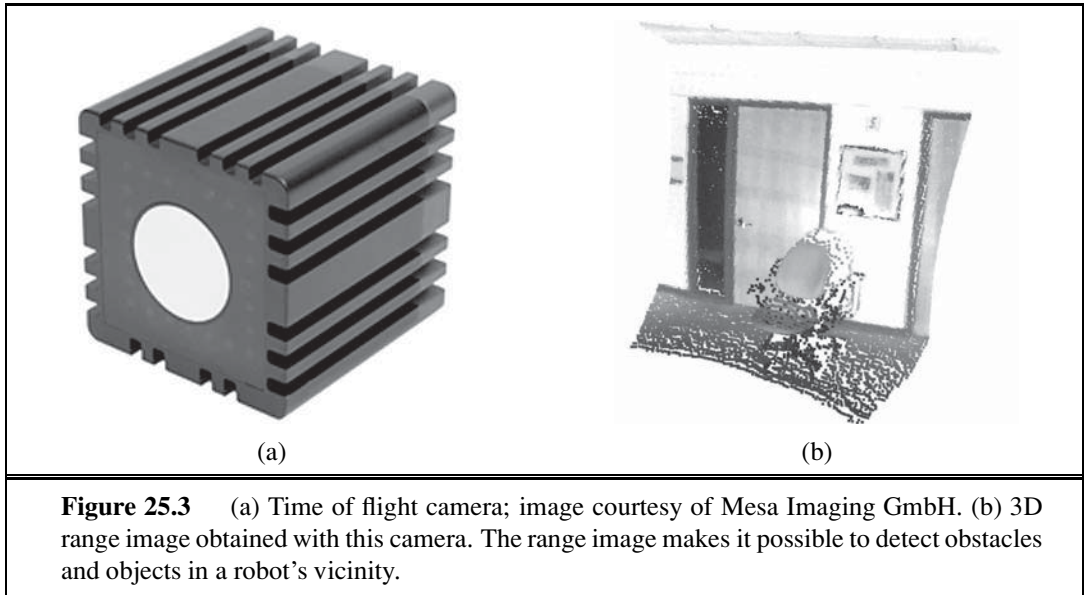 (a)
(b)
Figure 25.3 (a) Time of flight camera; image courtesy of Mesa Imaging GmbH. (b) 3D
range image obtained with this camera. The range image makes it possible to detect obstacles
and objects in a robot's vicinity.